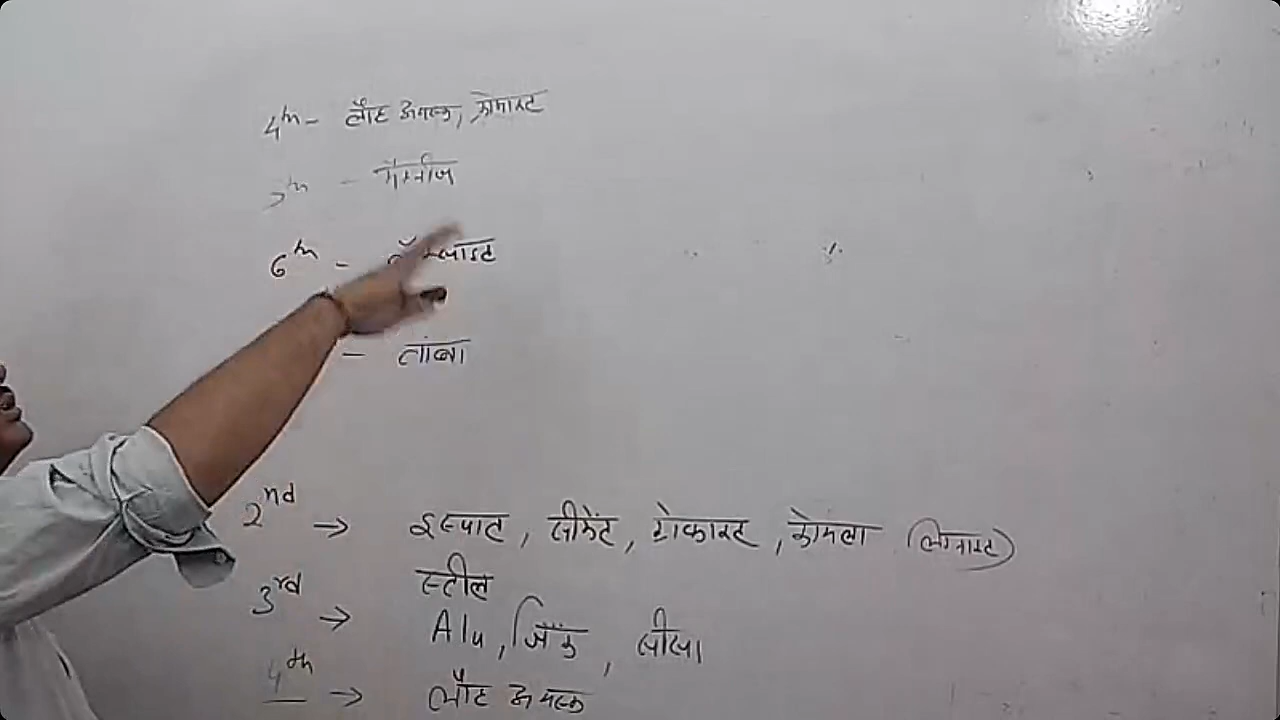 4th - लौह अयस्क, क्रोमाइट
- मैंगनीज
6th -
- तांबा
2nd → इस्पात, सीमेंट, ग्रेफाइट, कोयला (लिग्नाइट)
स्टील
3rd → Alu, जिंक, सीसा
4th → लौह अयस्क